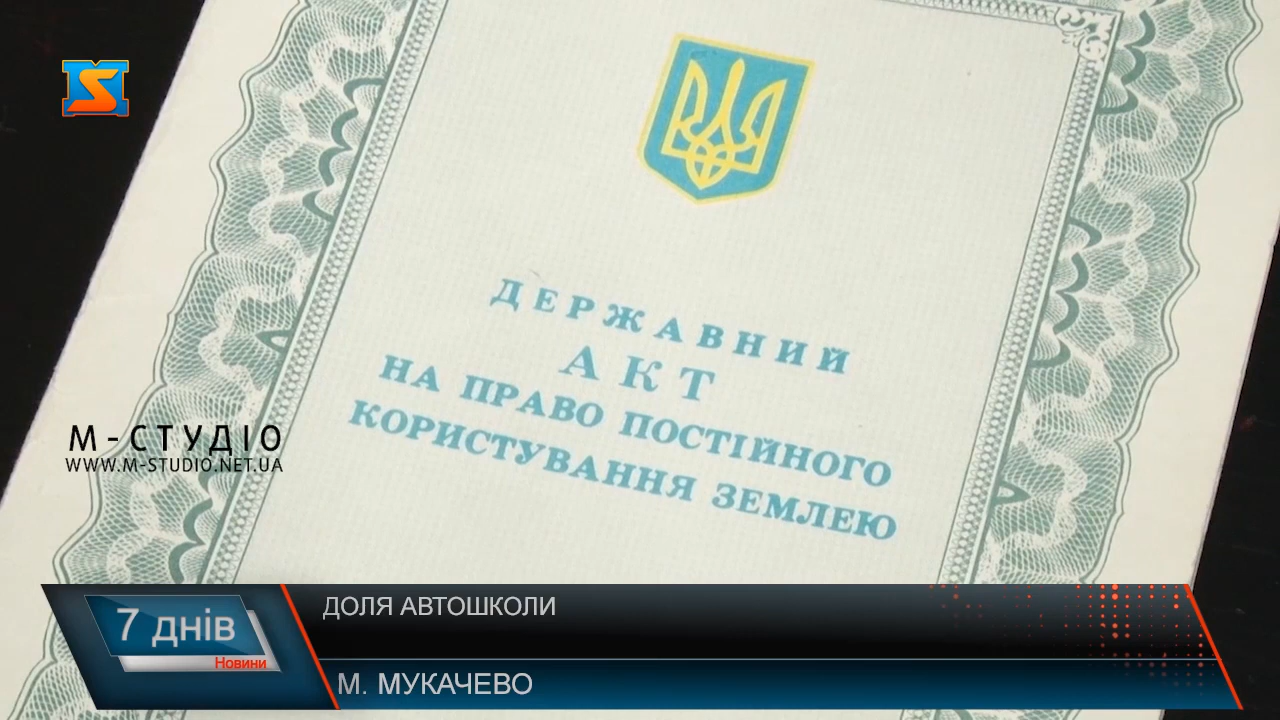 ДЕРЖАВНИЙ
АКТ
НА ПРАВО ПОСТІЙНОГО
КОРИСТУВАННЯ ЗЕМЛЕЮ
М-СТУДІО
WWW.M-STUDIO.NET.UA
7 днів
Новини
ДОЛЯ АВТОШКОЛИ
М. МУКАЧЕВО